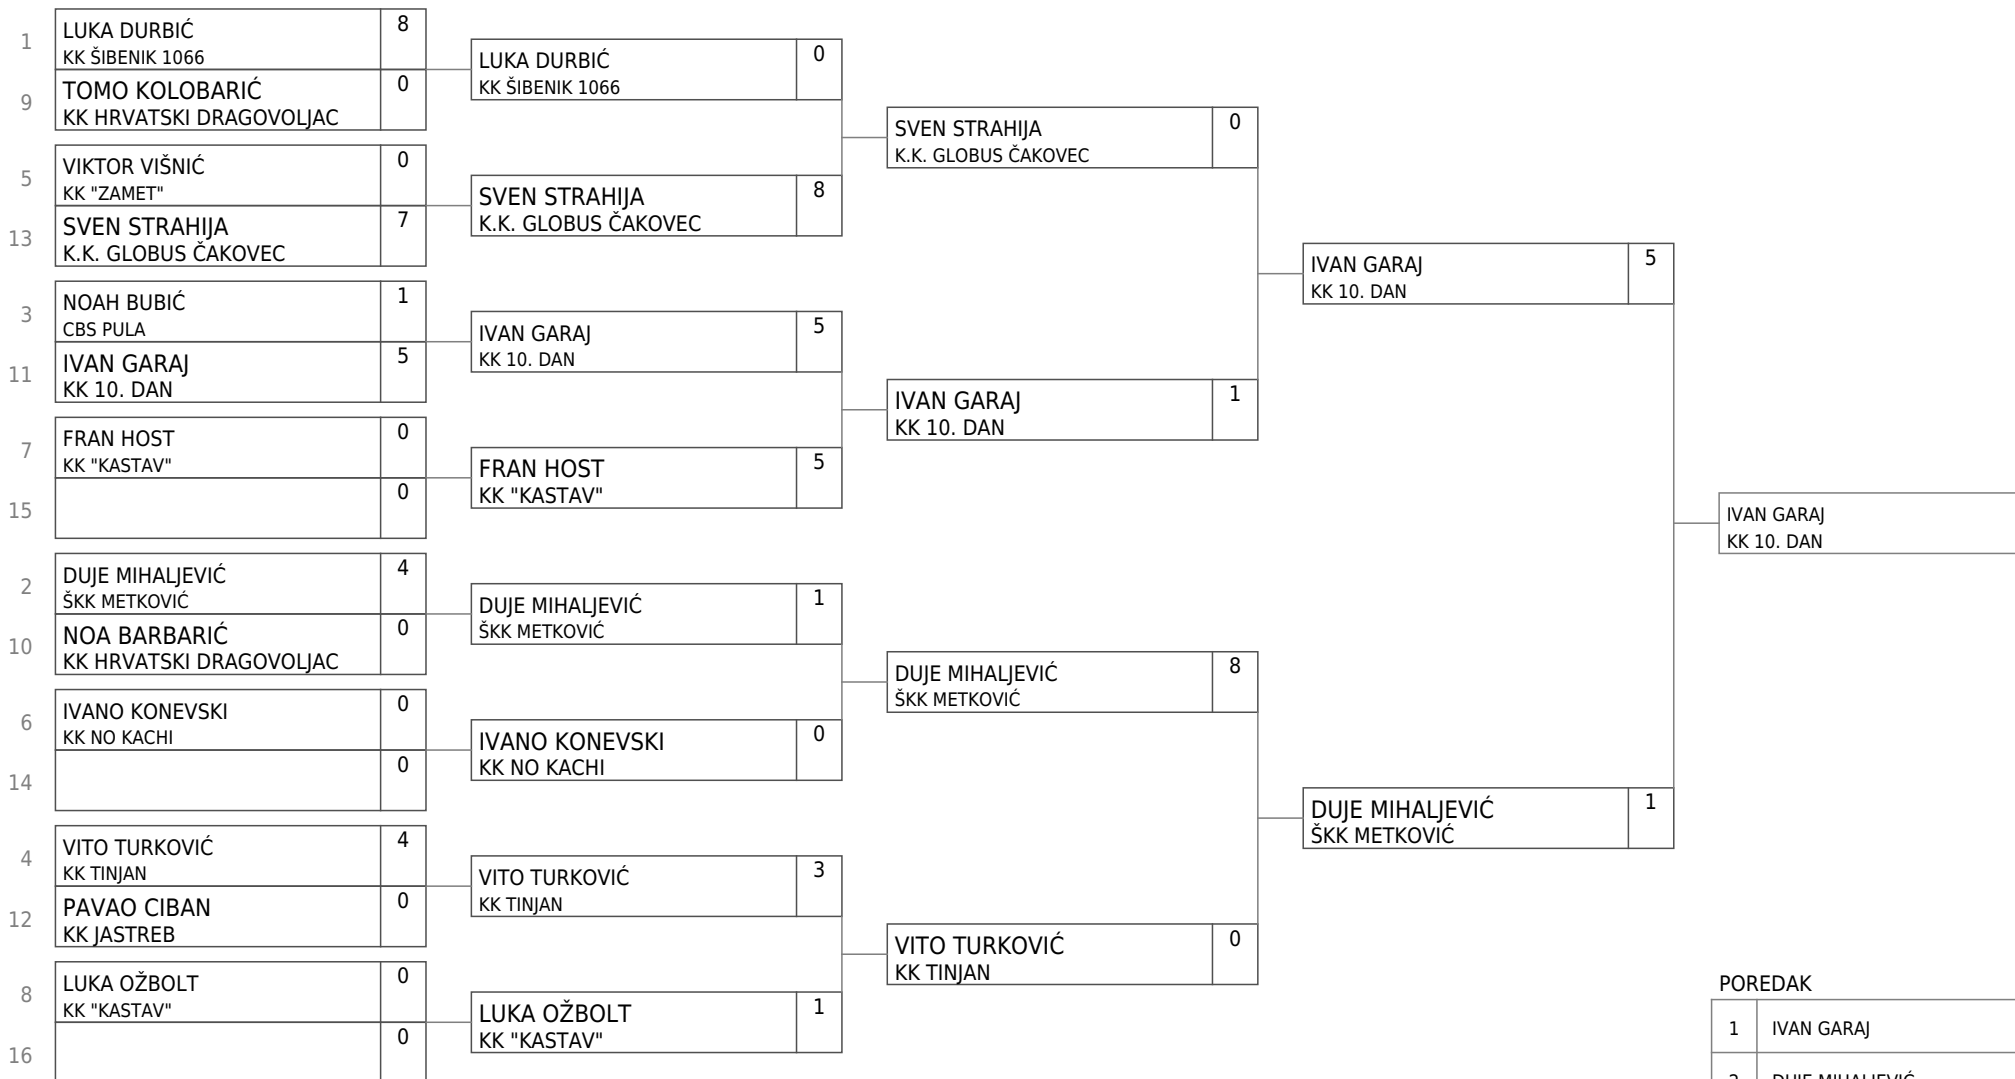 1
LUKA DURBIĆ
KK ŠIBENIK 1066
8
9
TOMO KOLOBARIĆ
KK HRVATSKI DRAGOVOLJAC
0
5
VIKTOR VIŠNIĆ
KK "ZAMET"
0
13
SVEN STRAHIJA
K.K. GLOBUS ČAKOVEC
7
3
NOAH BUBIĆ
CBS PULA
1
11
IVAN GARAJ
KK 10. DAN
5
7
FRAN HOST
KK "KASTAV"
0
15
0
2
DUJE MIHALJEVIĆ
ŠKK METKOVIĆ
4
10
NOA BARBARIĆ
KK HRVATSKI DRAGOVOLJAC
0
6
IVANO KONEVSKI
KK NO KACHI
0
14
0
4
VITO TURKOVIĆ
KK TINJAN
4
12
PAVAO CIBAN
KK JASTREB
0
8
LUKA OŽBOLT
KK "KASTAV"
0
16
0
LUKA DURBIĆ
KK ŠIBENIK 1066
0
SVEN STRAHIJA
K.K. GLOBUS ČAKOVEC
8
IVAN GARAJ
KK 10. DAN
5
FRAN HOST
KK "KASTAV"
5
DUJE MIHALJEVIĆ
ŠKK METKOVIĆ
1
IVANO KONEVSKI
KK NO KACHI
0
VITO TURKOVIĆ
KK TINJAN
3
LUKA OŽBOLT
KK "KASTAV"
1
SVEN STRAHIJA
K.K. GLOBUS ČAKOVEC
0
IVAN GARAJ
KK 10. DAN
1
DUJE MIHALJEVIĆ
ŠKK METKOVIĆ
8
VITO TURKOVIĆ
KK TINJAN
0
IVAN GARAJ
KK 10. DAN
5
DUJE MIHALJEVIĆ
ŠKK METKOVIĆ
1
IVAN GARAJ
KK 10. DAN
POREDAK
1 IVAN GARAJ
2 DUJE MIHALJEVIĆ